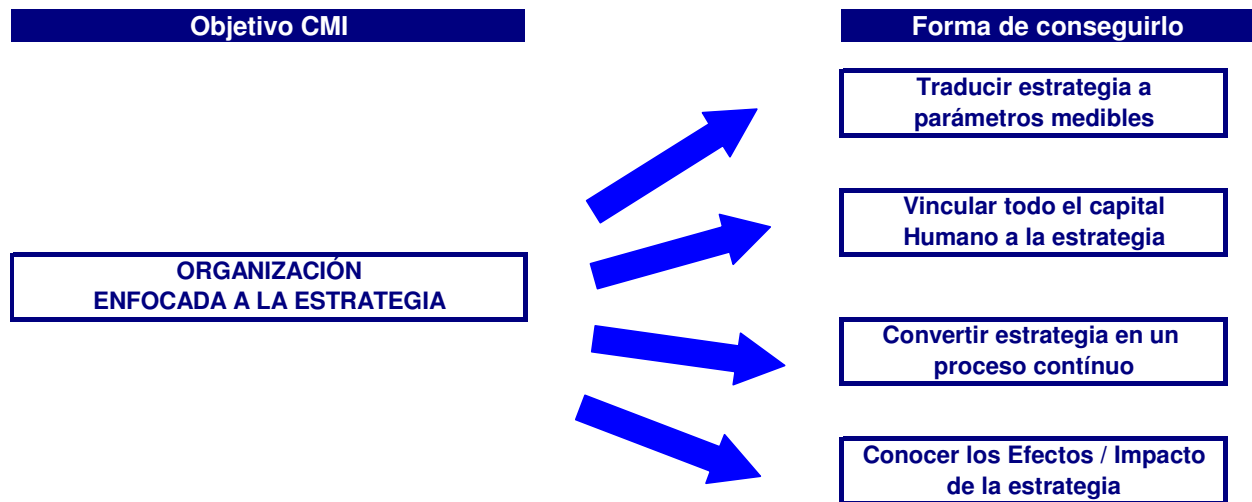 Objetivo CMI
Forma de conseguirlo
Traducir estrategia a
parámetros medibles
Vincular todo el capital
Humano a la estrategia
ORGANIZACIÓN
ENFOCADA A LA ESTRATEGIA
Convertir estrategia en un
proceso contínuo
Conocer los Efectos / Impacto
de la estrategia